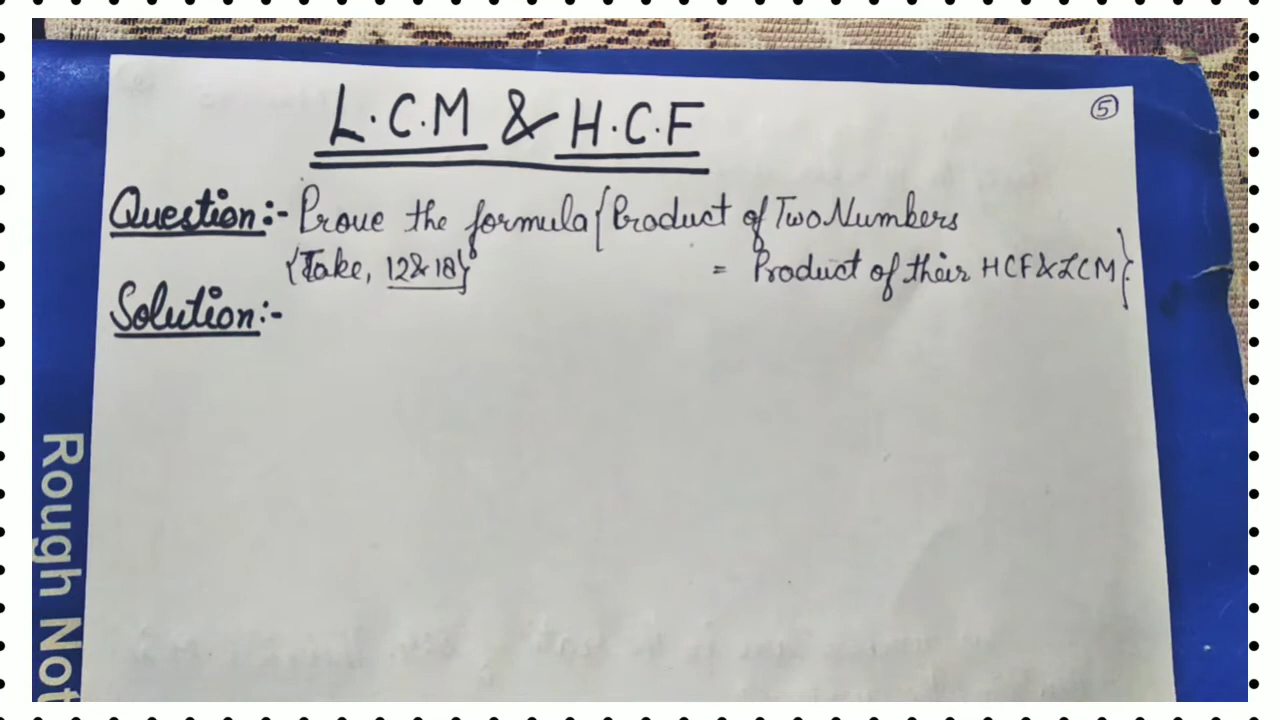 L.C.M & H.C.F
5
Question:- Prove the formula {Product of Two Numbers
{Take, 12&18} = Product of their HCF&LCM}
Solution:-
Rough Not